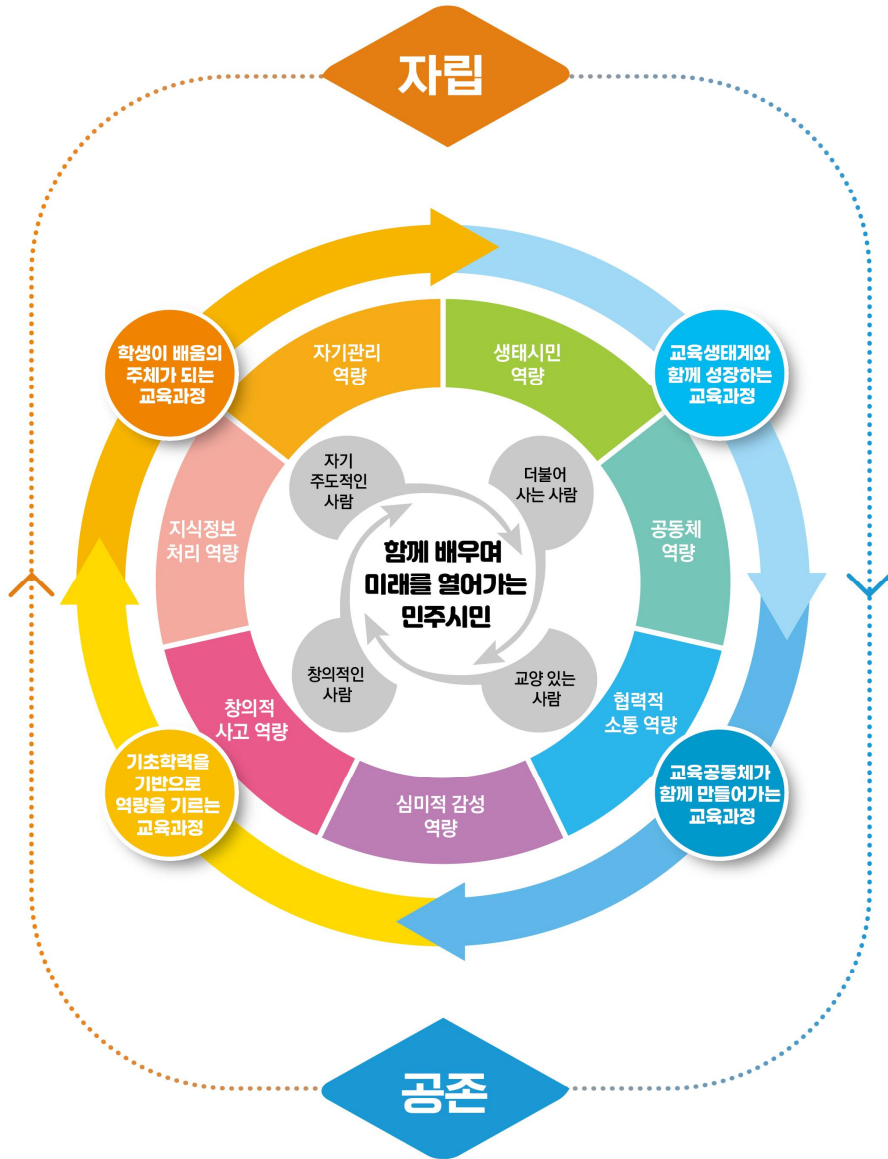 자립
학생이 배움의
주체가 되는
교육과정
자기관리
역량
생태시민
역량
교육생태계와
함께 성장하는
교육과정
지식정보
처리 역량
자기
주도적인
사람
더불어
사는 사람
공동체
역량
함께 배우며
미래를 열어가는
민주시민
창의적인
사람
교양 있는
사람
창의적
사고 역량
협력적
소통 역량
기초학력을
기반으로
역량을 기르는
교육과정
심미적 감성
역량
교육공동체가
함께 만들어가는
교육과정
공존